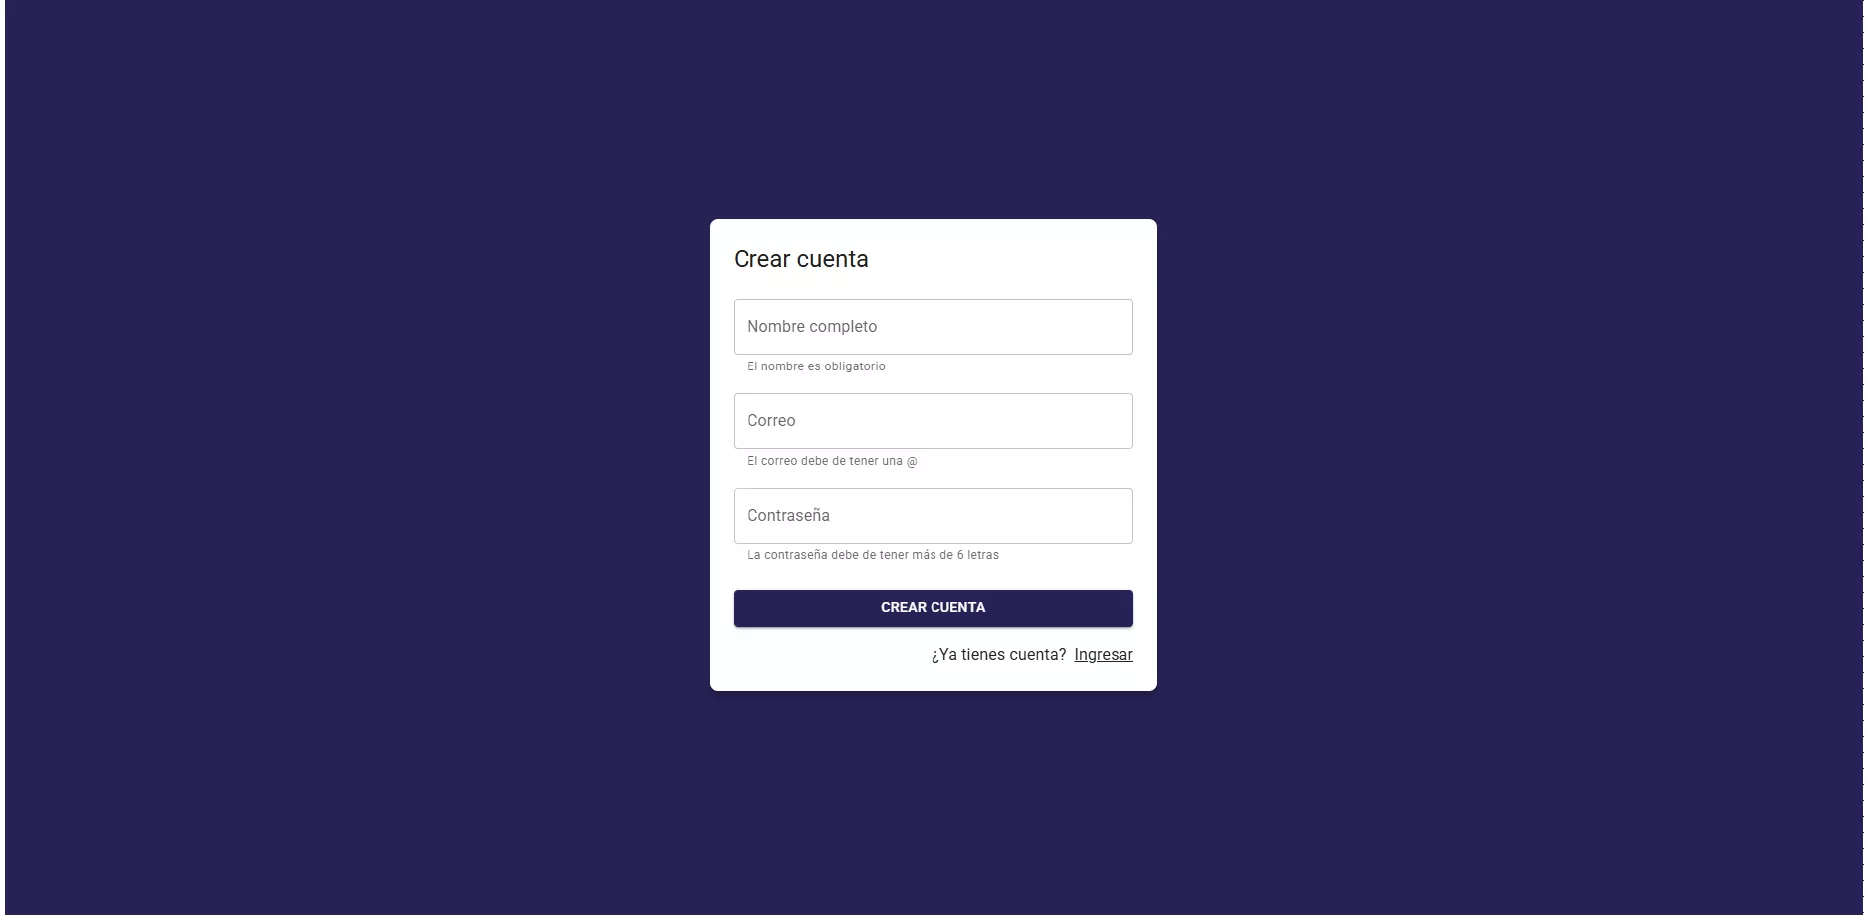 Crear cuenta
Nombre completo
El nombre es obligatorio
Correo
El correo debe de tener una @
Contraseña
La contraseña debe de tener más de 6 letras
CREAR CUENTA
¿Ya tienes cuenta? Ingresar